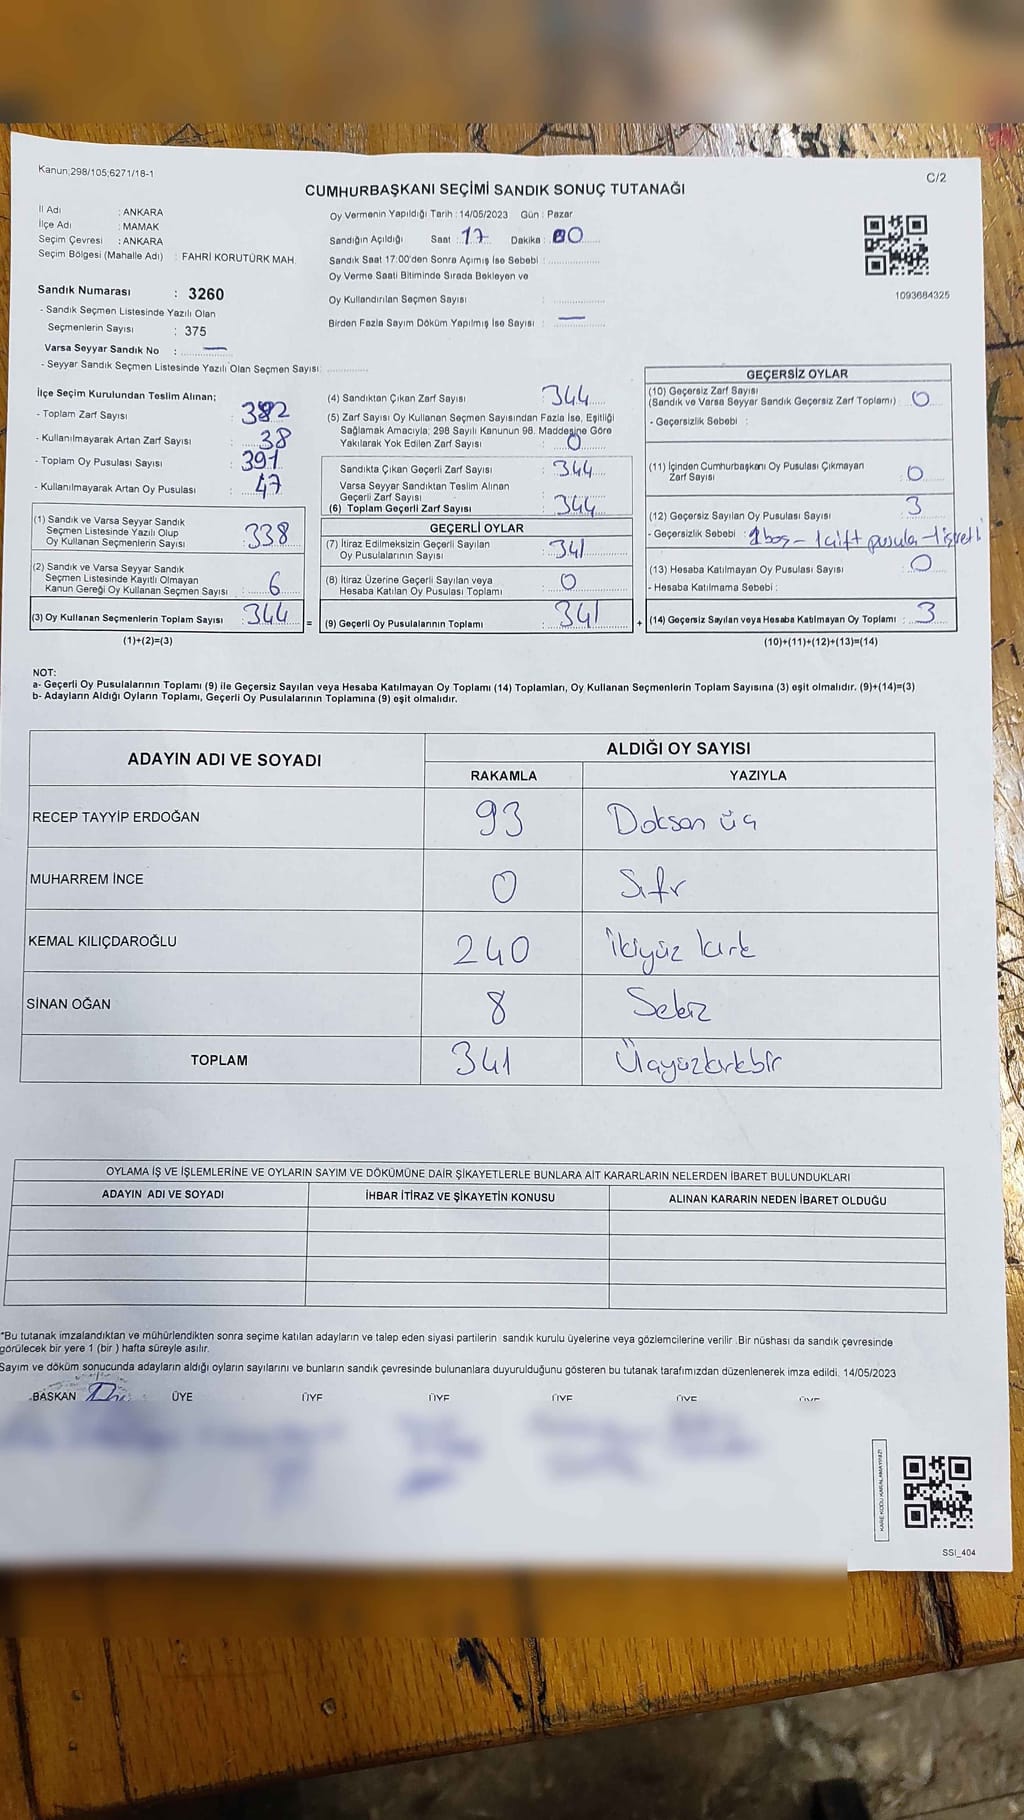 Kanun;298/105;6271/18-1
C/2
CUMHURBAŞKANI SEÇİMİ SANDIK SONUÇ TUTANAĞI
İl Adı : ANKARA
İlçe Adı : MAMAK
Seçim Çevresi : ANKARA
Seçim Bölgesi (Mahalle Adı) : FAHRİ KORUTÜRK MAH.
Oy Vermenin Yapıldığı Tarih : 14/05/2023 Gün : Pazar
Sandığın Açıldığı Saat : 17 Dakika : 00
Sandık Saat 17:00'den Sonra Açılmış İse Sebebi :
Oy Verme Saati Bitiminde Sırada Bekleyen ve
Oy Kullandırılan Seçmen Sayısı :
Birden Fazla Sayım Döküm Yapılmış İse Sayısı : —
1093684325
Sandık Numarası : 3260
- Sandık Seçmen Listesinde Yazılı Olan
Seçmenlerin Sayısı : 375
Varsa Seyyar Sandık No : —
- Seyyar Sandık Seçmen Listesinde Yazılı Olan Seçmen Sayısı:
İlçe Seçim Kurulundan Teslim Alınan;
- Toplam Zarf Sayısı : 382
- Kullanılmayarak Artan Zarf Sayısı : 38
- Toplam Oy Pusulası Sayısı : 391
- Kullanılmayarak Artan Oy Pusulası : 47
(1) Sandık ve Varsa Seyyar Sandık
Seçmen Listesinde Yazılı Olup
Oy Kullanan Seçmenlerin Sayısı : 338
(2) Sandık ve Varsa Seyyar Sandık
Seçmen Listesinde Kayıtlı Olmayan
Kanun Gereği Oy Kullanan Seçmen Sayısı : 6
(3) Oy Kullanan Seçmenlerin Toplam Sayısı : 344
(1)+(2)=(3)
(4) Sandıktan Çıkan Zarf Sayısı : 344
(5) Zarf Sayısı Oy Kullanan Seçmen Sayısından Fazla İse, Eşitliği
Sağlamak Amacıyla; 298 Sayılı Kanunun 98. Maddesine Göre
Yakılarak Yok Edilen Zarf Sayısı : 0
Sandıkta Çıkan Geçerli Zarf Sayısı : 344
Varsa Seyyar Sandıktan Teslim Alınan
Geçerli Zarf Sayısı :
(6) Toplam Geçerli Zarf Sayısı : 344
GEÇERLİ OYLAR
(7) İtiraz Edilmeksizin Geçerli Sayılan
Oy Pusulalarının Sayısı : 341
(8) İtiraz Üzerine Geçerli Sayılan veya
Hesaba Katılan Oy Pusulası Toplamı : 0
= (9) Geçerli Oy Pusulalarının Toplamı : 341 +
GEÇERSİZ OYLAR
(10) Geçersiz Zarf Sayısı
(Sandık ve Varsa Seyyar Sandık Geçersiz Zarf Toplamı) : 0
- Geçersizlik Sebebi :
(11) İçinden Cumhurbaşkanı Oy Pusulası Çıkmayan
Zarf Sayısı : 0
(12) Geçersiz Sayılan Oy Pusulası Sayısı : 3
- Geçersizlik Sebebi : 1 boş - 1 çift pusula - 1 işretli
(13) Hesaba Katılmayan Oy Pusulası Sayısı : 0
- Hesaba Katılmama Sebebi :
(14) Geçersiz Sayılan veya Hesaba Katılmayan Oy Toplamı : 3
(10)+(11)+(12)+(13)=(14)
NOT:
a- Geçerli Oy Pusulalarının Toplamı (9) ile Geçersiz Sayılan veya Hesaba Katılmayan Oy Toplamı (14) Toplamları, Oy Kullanan Seçmenlerin Toplam Sayısına (3) eşit olmalıdır. (9)+(14)=(3)
b- Adayların Aldığı Oyların Toplamı, Geçerli Oy Pusulalarının Toplamına (9) eşit olmalıdır.
ADAYIN ADI VE SOYADI ALDIĞI OY SAYISI
RAKAMLA YAZIYLA
RECEP TAYYİP ERDOĞAN 93 Doksan üç
MUHARREM İNCE 0 Sıfır
KEMAL KILIÇDAROĞLU 240 İkiyüz kırk
SİNAN OĞAN 8 Sekiz
TOPLAM 341 Üçyüzkırkbir
OYLAMA İŞ VE İŞLEMLERİNE VE OYLARIN SAYIM VE DÖKÜMÜNE DAİR ŞİKAYETLERLE BUNLARA AİT KARARLARIN NELERDEN İBARET BULUNDUKLARI
ADAYIN ADI VE SOYADI İHBAR İTİRAZ VE ŞİKAYETİN KONUSU ALINAN KARARIN NEDEN İBARET OLDUĞU
*Bu tutanak imzalandıktan ve mühürlendikten sonra seçime katılan adayların ve talep eden siyasi partilerin sandık kurulu üyelerine veya gözlemcilerine verilir .Bir nüshası da sandık çevresinde
görülecek bir yere 1 (bir ) hafta süreyle asılır.
Sayım ve döküm sonucunda adayların aldığı oyların sayılarını ve bunların sandık çevresinde bulunanlara duyurulduğunu gösteren bu tutanak tarafımızdan düzenlenerek imza edildi. 14/05/2023
BAŞKAN ÜYE ÜYE ÜYE ÜYE ÜYE ÜYE
KARE KODU KARALAMAYINIZ!
SSI_404